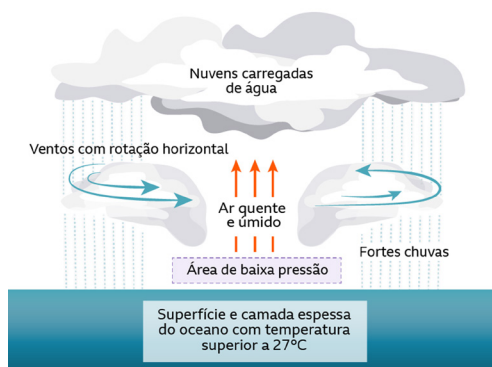 Nuvens carregadas
de água
Ventos com rotação horizontal
Ar quente
e úmido
Fortes chuvas
Área de baixa pressão
Superfície e camada espessa
do oceano com temperatura
superior a 27°C